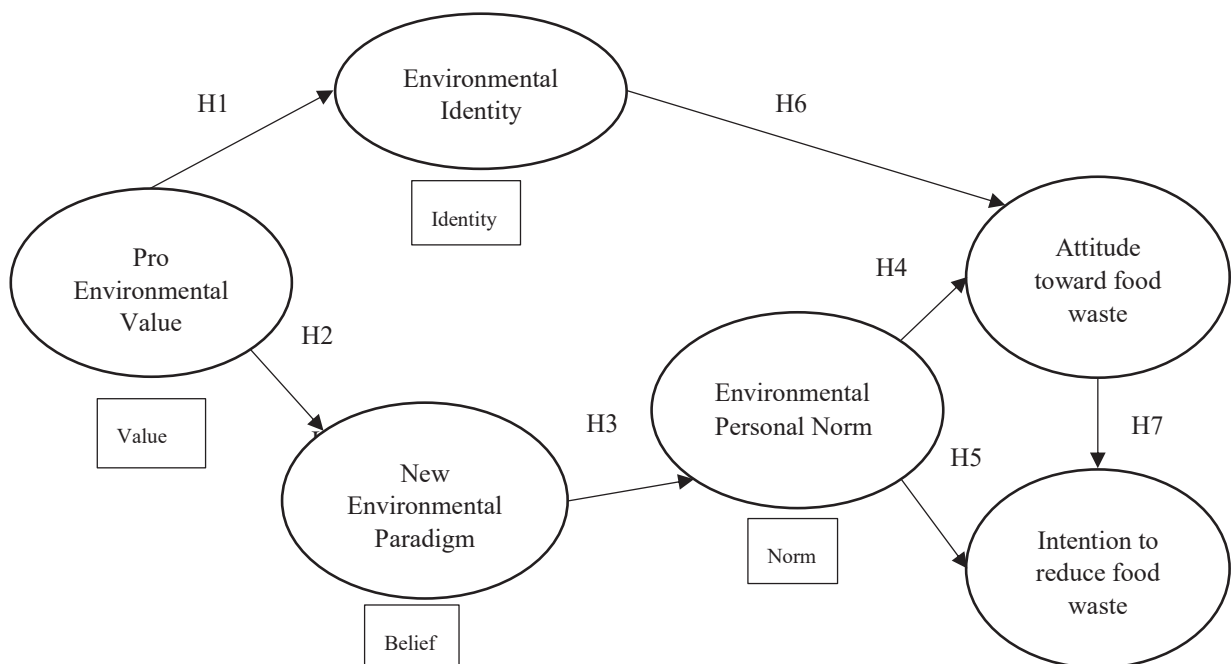 Environmental
Identity
H1
H6
Identity
Pro
Environmental
Value
Attitude
toward food
waste
H4
H2
Environmental
Personal Norm
Value
H3
H7
New
Environmental
Paradigm
H5
Norm
Intention to
reduce food
waste
Belief